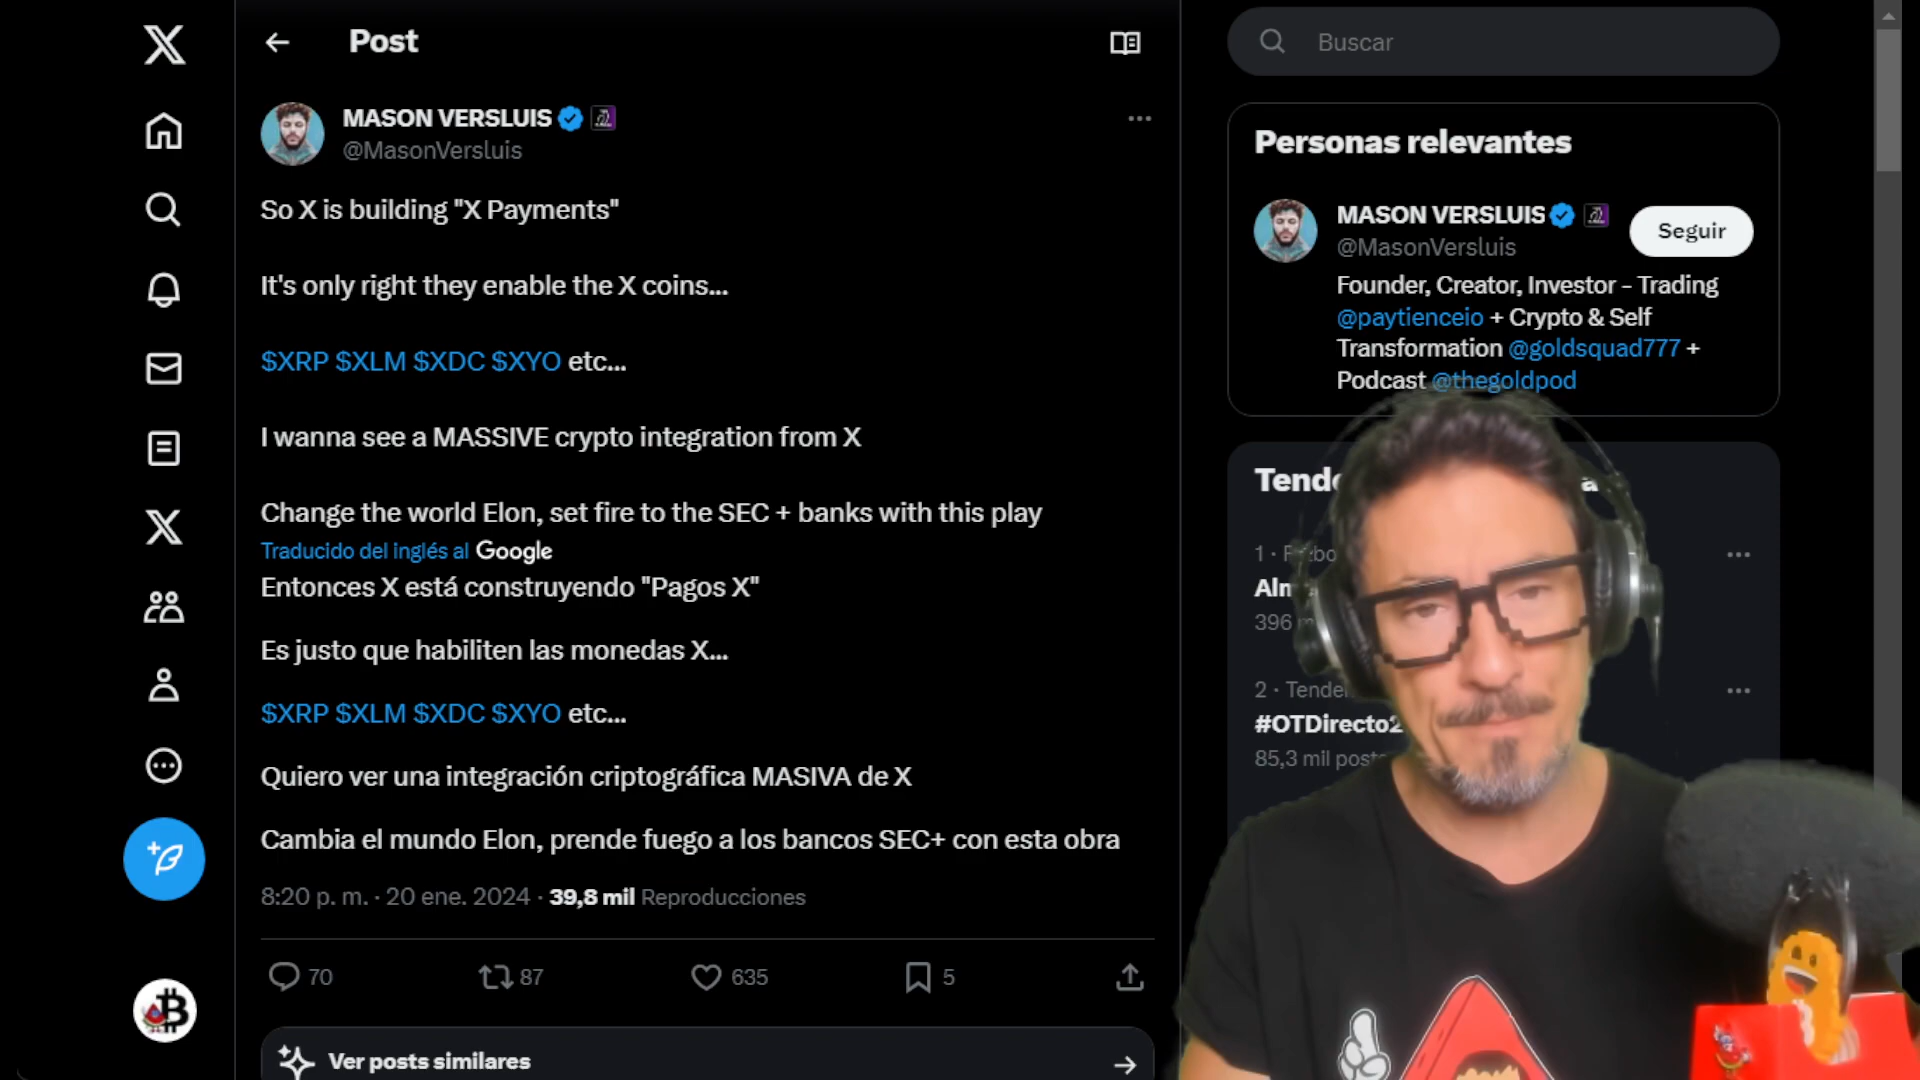 Post
Buscar
MASON VERSLUIS
@MasonVersluis
So X is building "X Payments"
It's only right they enable the X coins...
$XRP $XLM $XDC $XYO etc...
I wanna see a MASSIVE crypto integration from X
Change the world Elon, set fire to the SEC + banks with this play
Traducido del inglés al Google
Entonces X está construyendo "Pagos X"
Es justo que habiliten las monedas X...
$XRP $XLM $XDC $XYO etc...
Quiero ver una integración criptográfica MASIVA de X
Cambia el mundo Elon, prende fuego a los bancos SEC+ con esta obra
8:20 p. m. · 20 ene. 2024 · 39,8 mil Reproducciones
70 87 635 5
Ver posts similares
Personas relevantes
MASON VERSLUIS
@MasonVersluis
Seguir
Founder, Creator, Investor - Trading
@paytienceio + Crypto & Self
Transformation @goldsquad777 +
Podcast @thegoldpod
1 ·
396
2 ·
#OTDirecto2
85,3 mil